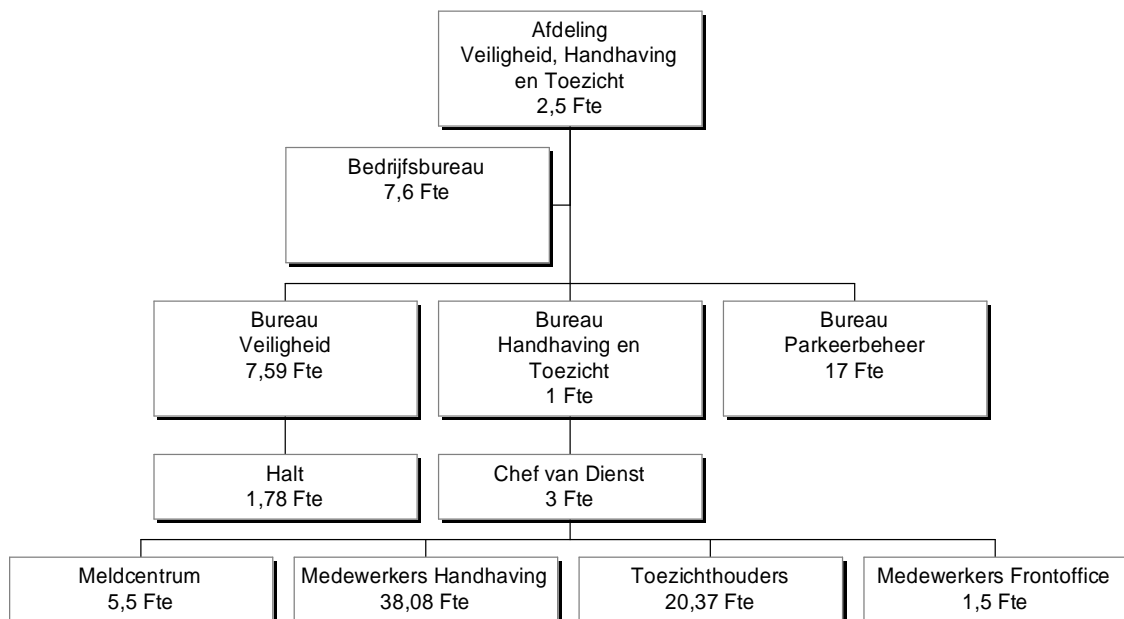 Afdeling
Veiligheid, Handhaving
en Toezicht
2,5 Fte
Bedrijfsbureau
7,6 Fte
Bureau
Veiligheid
7,59 Fte
Bureau
Handhaving en
Toezicht
1 Fte
Bureau
Parkeerbeheer
17 Fte
Halt
1,78 Fte
Chef van Dienst
3 Fte
Meldcentrum
5,5 Fte
Medewerkers Handhaving
38,08 Fte
Toezichthouders
20,37 Fte
Medewerkers Frontoffice
1,5 Fte